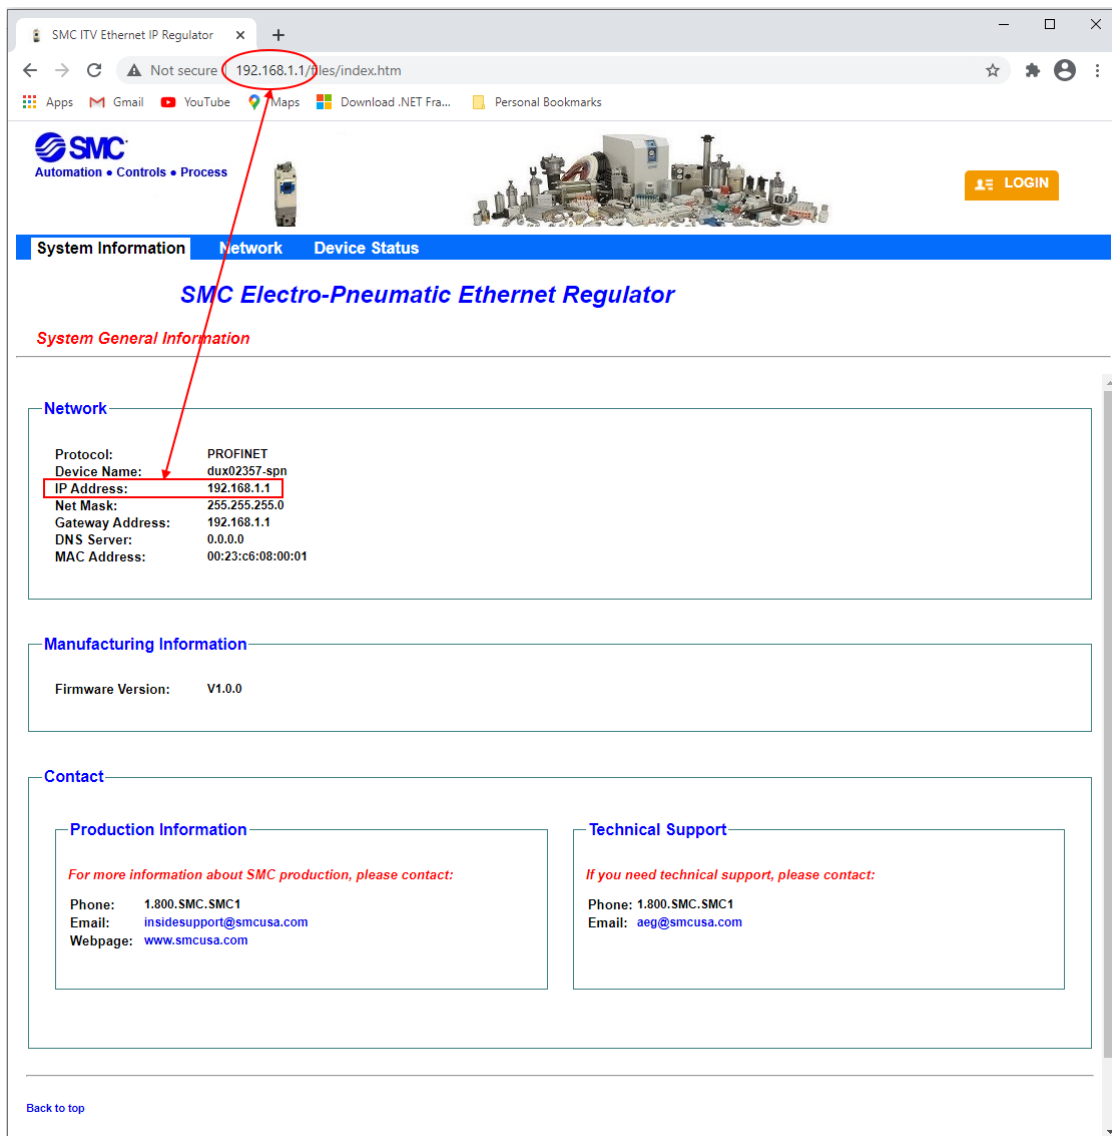 SMC ITV Ethernet IP Regulator
Not secure | 192.168.1.1/files/index.htm
Apps Gmail YouTube Maps Download .NET Fra... Personal Bookmarks
SMC
Automation • Controls • Process
LOGIN
System Information Network Device Status
SMC Electro-Pneumatic Ethernet Regulator
System General Information
Network
Protocol: PROFINET
Device Name: dux02357-spn
IP Address: 192.168.1.1
Net Mask: 255.255.255.0
Gateway Address: 192.168.1.1
DNS Server: 0.0.0.0
MAC Address: 00:23:c6:08:00:01
Manufacturing Information
Firmware Version: V1.0.0
Contact
Production Information
For more information about SMC production, please contact:
Phone: 1.800.SMC.SMC1
Email: insidesupport@smcusa.com
Webpage: www.smcusa.com
Technical Support
If you need technical support, please contact:
Phone: 1.800.SMC.SMC1
Email: aeg@smcusa.com
Back to top